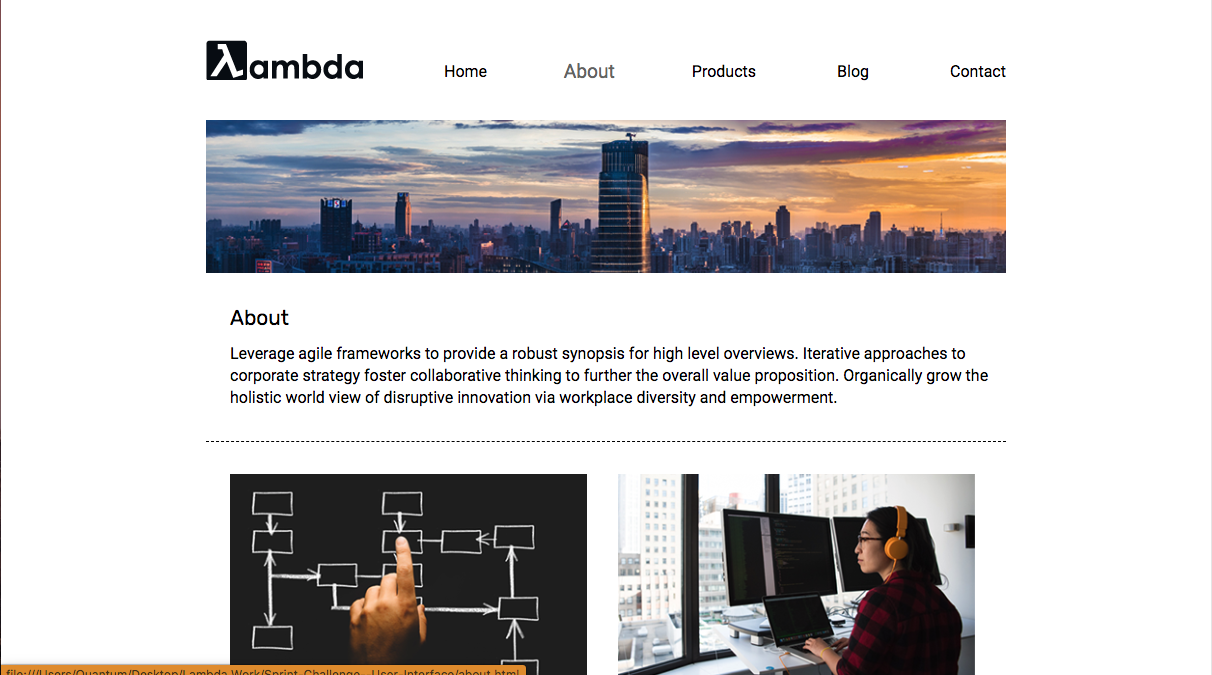 λambda
Home About Products Blog Contact
About
Leverage agile frameworks to provide a robust synopsis for high level overviews. Iterative approaches to
corporate strategy foster collaborative thinking to further the overall value proposition. Organically grow the
holistic world view of disruptive innovation via workplace diversity and empowerment.
file:///Users/Quantum/Desktop/Lambda Work/Sprint-Challenge--User-Interface/about.html